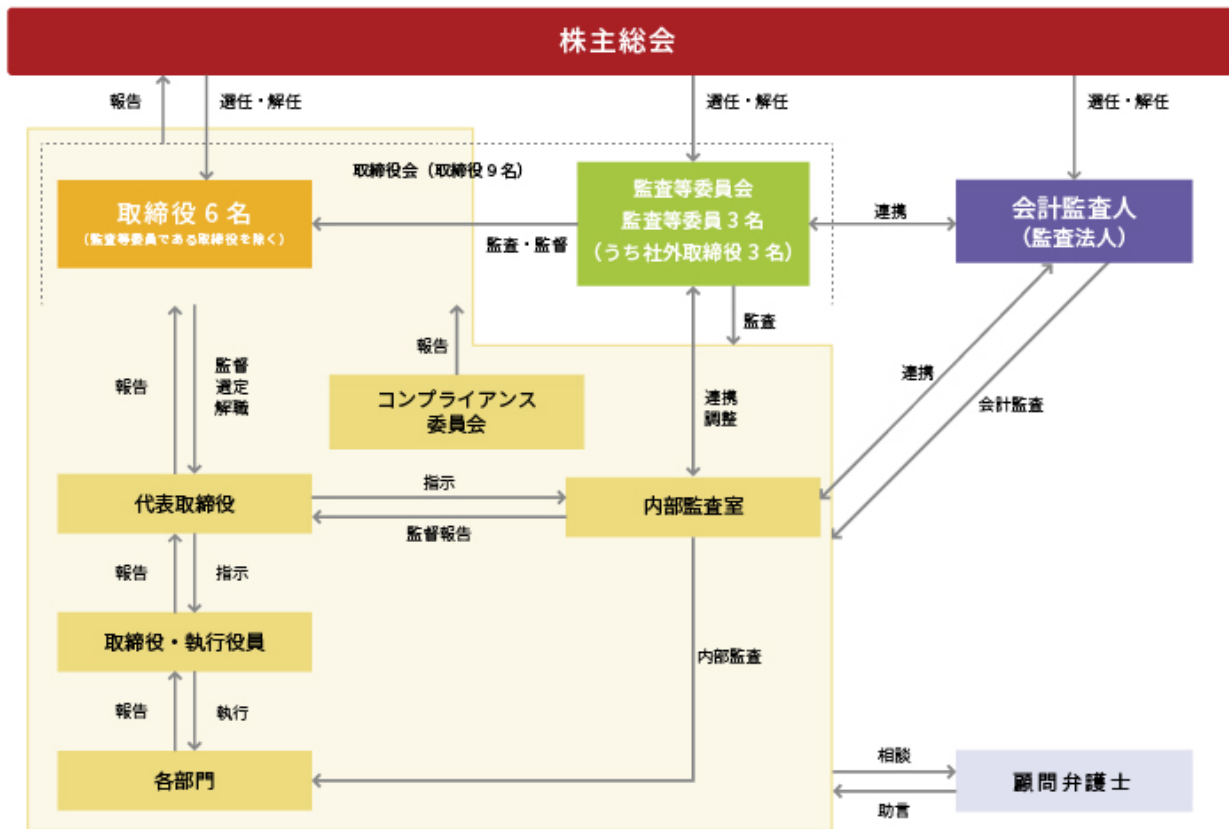 株主総会
報告
選任・解任
選任・解任
選任・解任
取締役会（取締役９名）
取締役 6 名
（監査等委員である取締役を除く）
監査等委員会
監査等委員 3 名
（うち社外取締役 3 名）
会計監査人
（監査法人）
連携
監査・監督
監査
報告
監督
選定
解職
報告
コンプライアンス
委員会
連携
調整
連携
会計監査
代表取締役
指示
監督報告
内部監査室
報告
指示
取締役・執行役員
内部監査
報告
執行
各部門
相談
助言
顧問弁護士